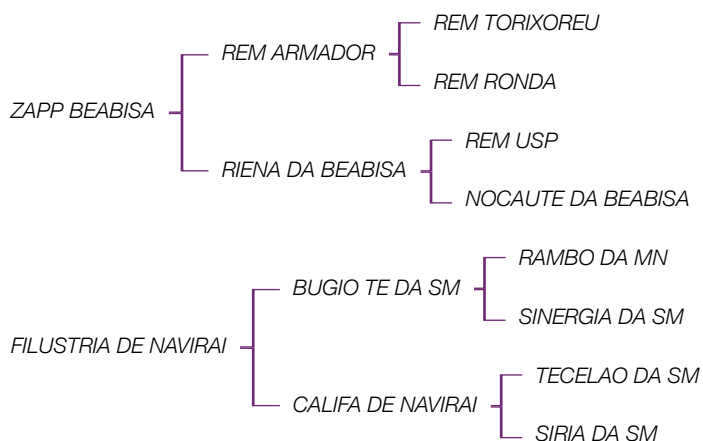 REM TORIXOREU
REM ARMADOR
REM RONDA
ZAPP BEABISA
REM USP
RIENA DA BEABISA
NOCAUTE DA BEABISA
RAMBO DA MN
BUGIO TE DA SM
SINERGIA DA SM
FILUSTRIA DE NAVIRAI
TECELAO DA SM
CALIFA DE NAVIRAI
SIRIA DA SM